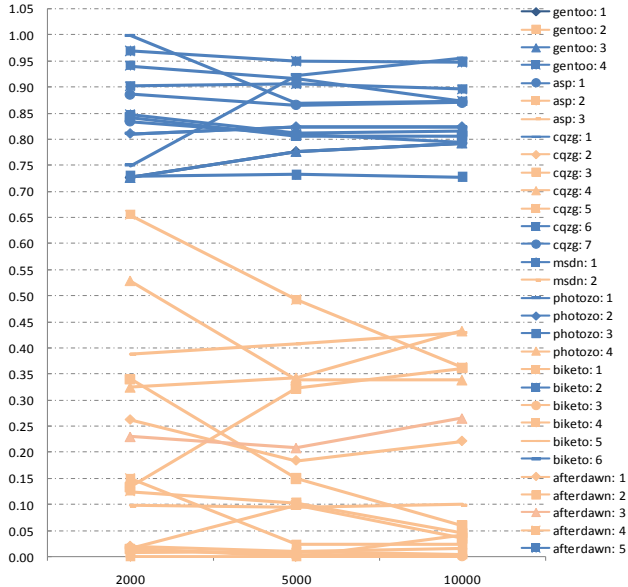 1.05
1.00
0.95
0.90
0.85
0.80
0.75
0.70
0.65
0.60
0.55
0.50
0.45
0.40
0.35
0.30
0.25
0.20
0.15
0.10
0.05
0.00
2000 5000 10000
gentoo: 1
gentoo: 2
gentoo: 3
gentoo: 4
asp: 1
asp: 2
asp: 3
cqzg: 1
cqzg: 2
cqzg: 3
cqzg: 4
cqzg: 5
cqzg: 6
cqzg: 7
msdn: 1
msdn: 2
photozo: 1
photozo: 2
photozo: 3
photozo: 4
biketo: 1
biketo: 2
biketo: 3
biketo: 4
biketo: 5
biketo: 6
afterdawn: 1
afterdawn: 2
afterdawn: 3
afterdawn: 4
afterdawn: 5